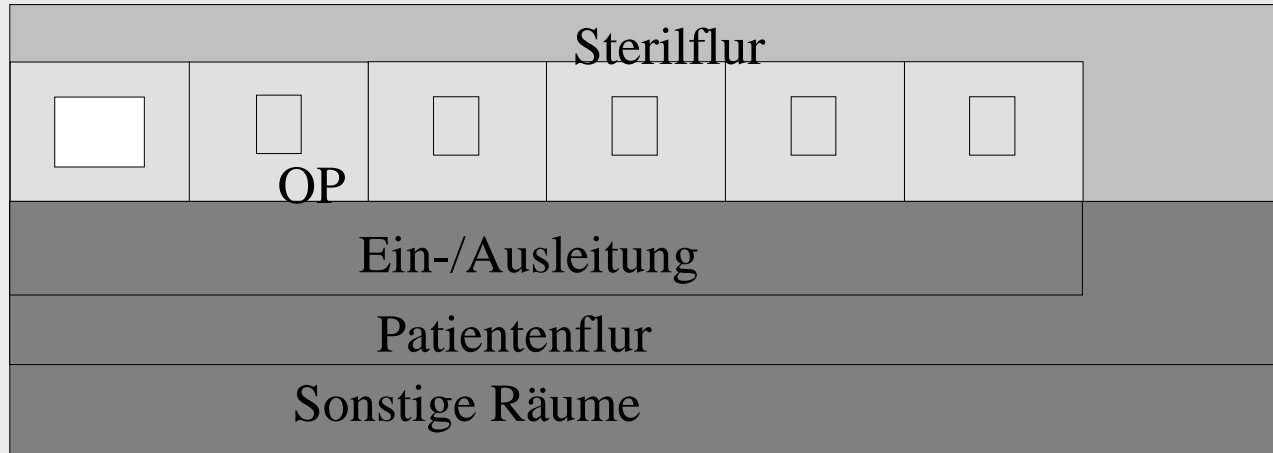 Sterilflur
OP
Ein-/Ausleitung
Patientenflur
Sonstige Räume